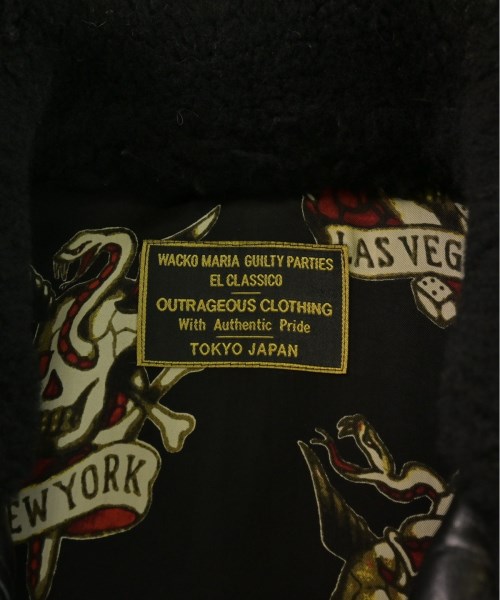 LAS VEG
WACKO MARIA GUILTY PARTIES
EL CLASSICO
OUTRAGEOUS CLOTHING
With Authentic Pride
TOKYO JAPAN
EW YORK